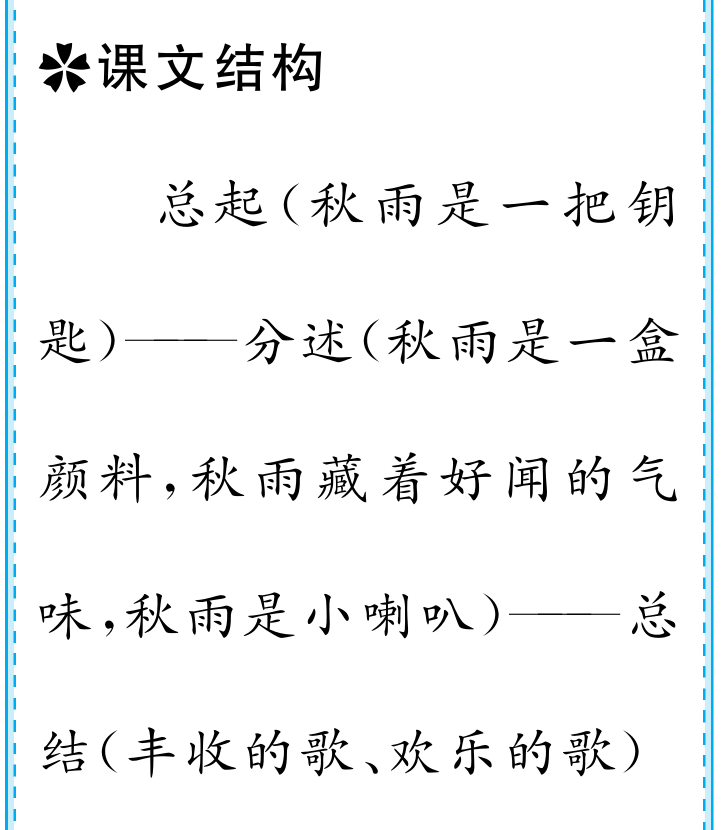 课文结构
总起(秋雨是一把钥
匙)——分述(秋雨是一盒
颜料,秋雨藏着好闻的气
味,秋雨是小喇叭)——总
结(丰收的歌、欢乐的歌)